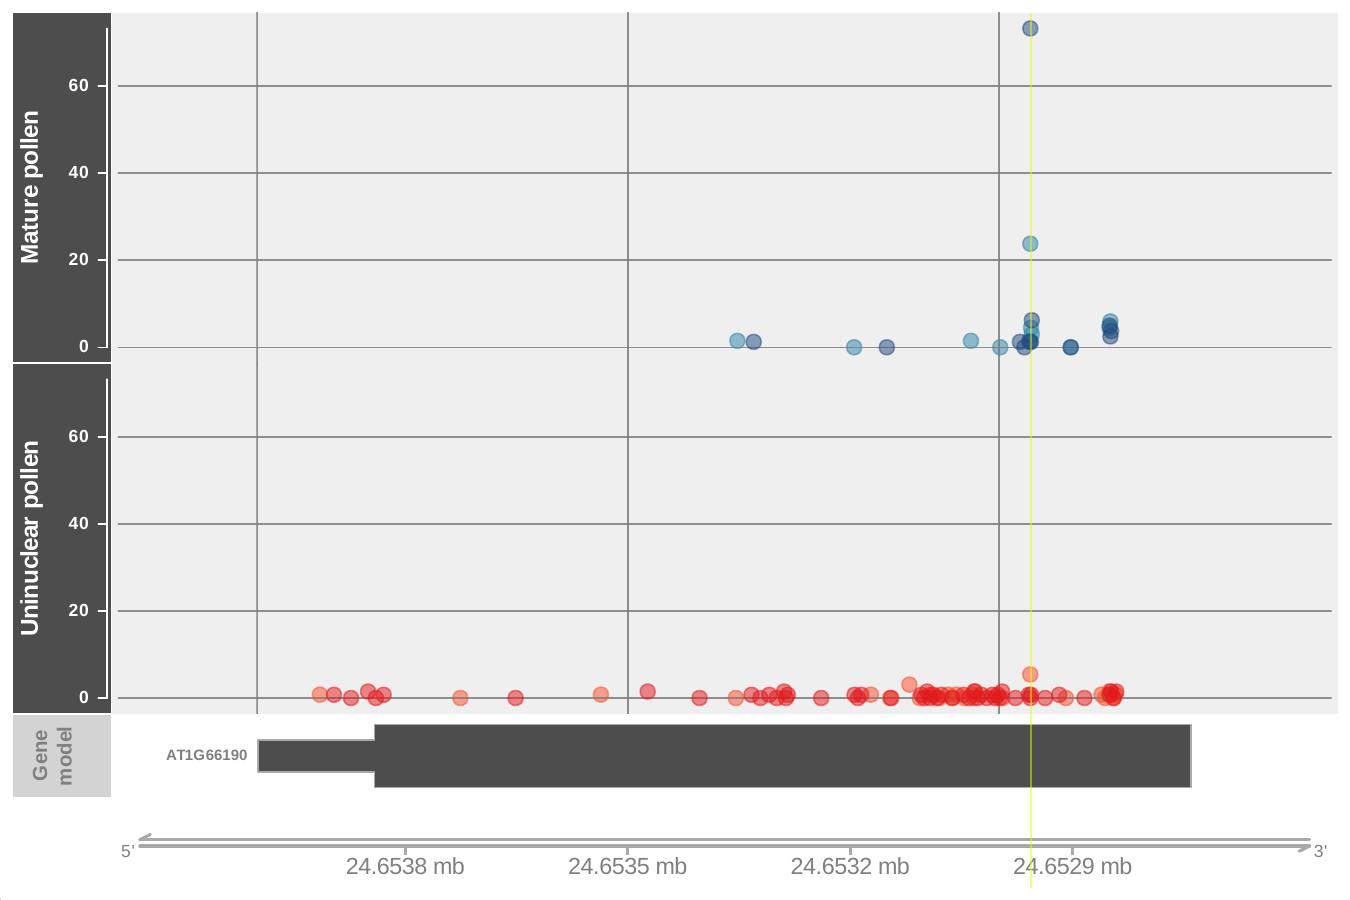 Mature pollen
60
40
20
0
Uninuclear pollen
60
40
20
0
Gene
model
AT1G66190
5'
3'
24.6538 mb
24.6535 mb
24.6532 mb
24.6529 mb